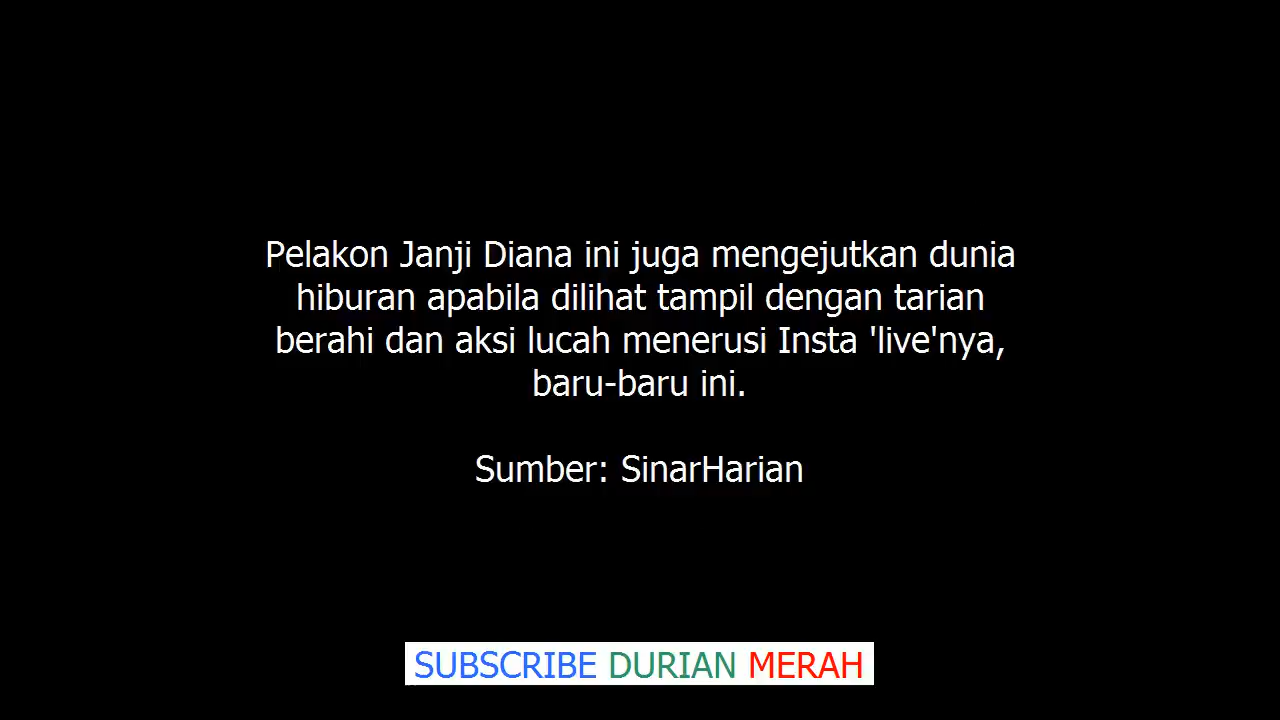 Pelakon Janji Diana ini juga mengejutkan dunia
hiburan apabila dilihat tampil dengan tarian
berahi dan aksi lucah menerusi Insta 'live'nya,
baru-baru ini.
Sumber: SinarHarian
SUBSCRIBE DURIAN MERAH